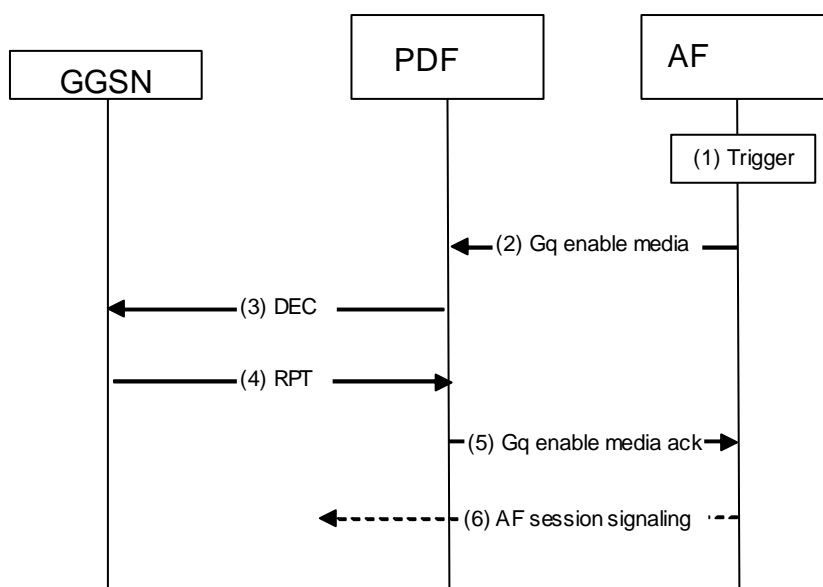 GGSN
PDF
AF
(1) Trigger
(2) Gq enable media
(3) DEC
(4) RPT
(5) Gq enable media ack
(6) AF session signaling